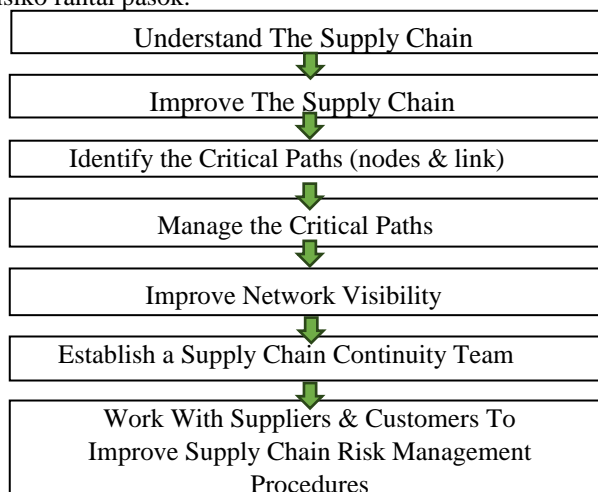 risiko rantai pasok.
Understand The Supply Chain
Improve The Supply Chain
Identify the Critical Paths (nodes & link)
Manage the Critical Paths
Improve Network Visibility
Establish a Supply Chain Continuity Team
Work With Suppliers & Customers To
Improve Supply Chain Risk Management
Procedures